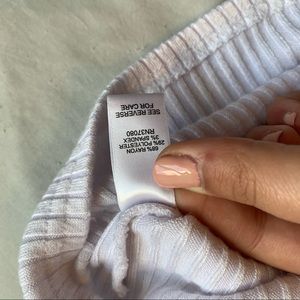 68% RAYON
29% POLYESTER
3% SPANDEX
RN37080
SEE REVERSE
FOR CARE